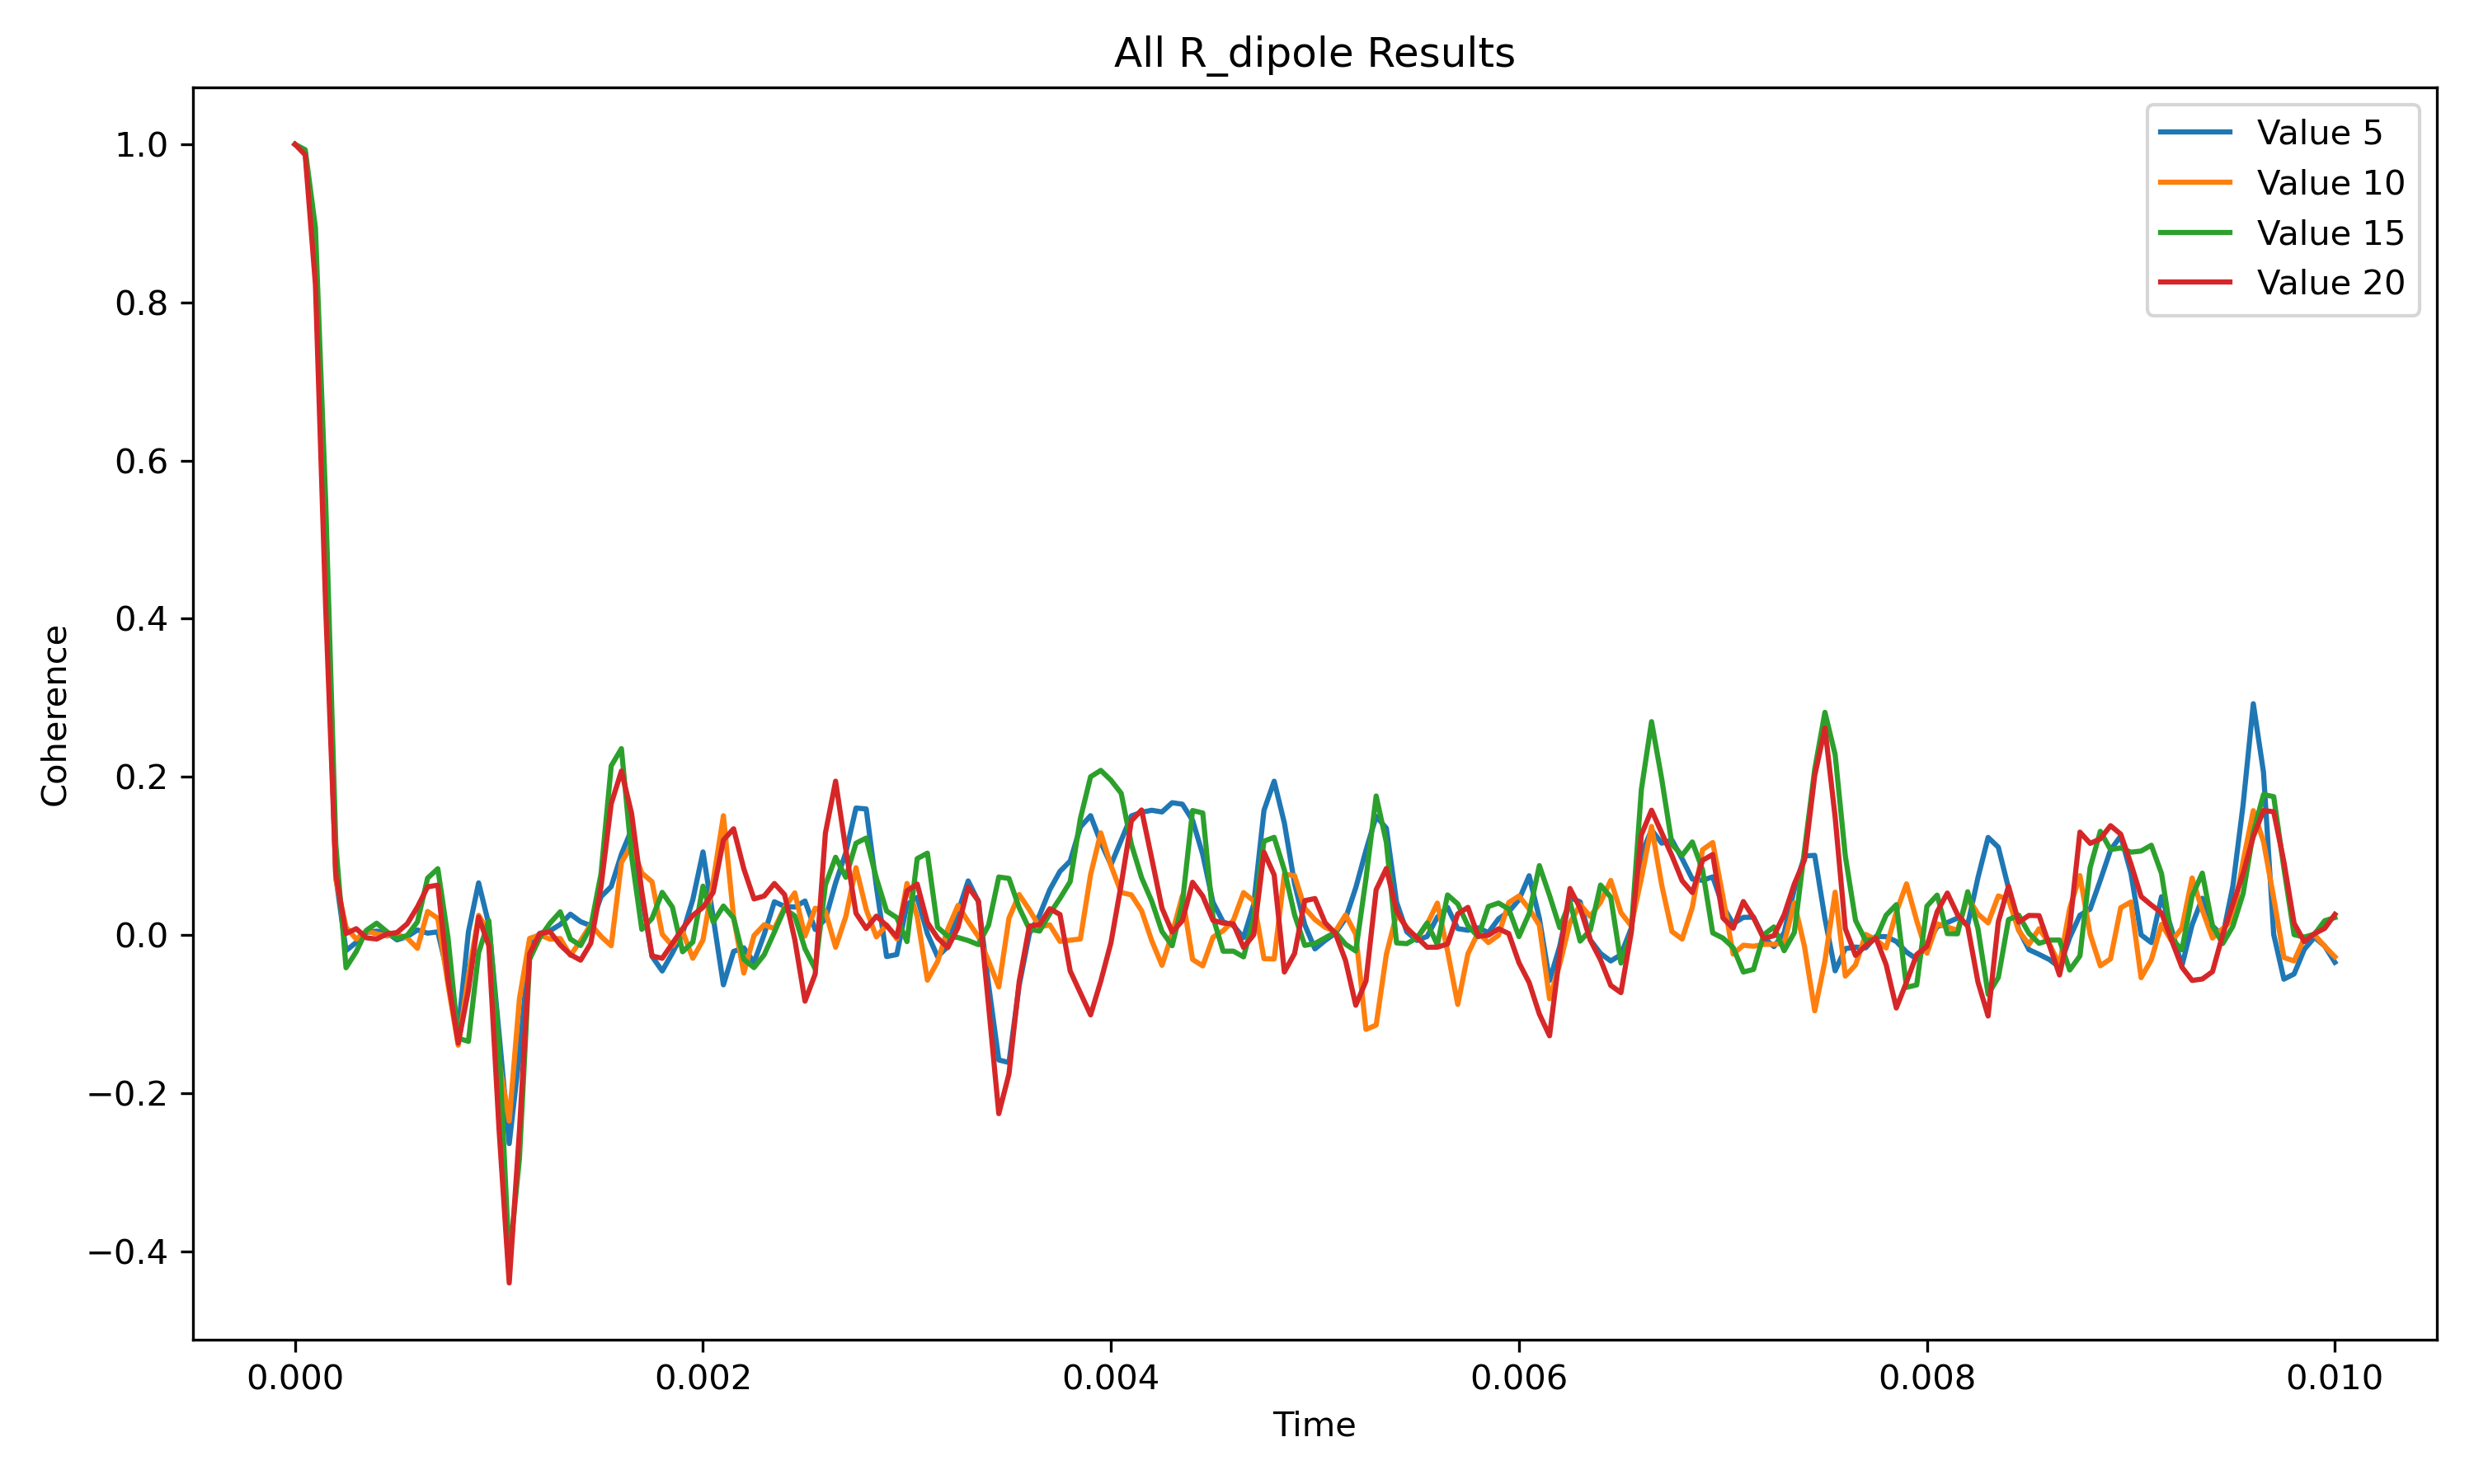 All R_dipole Results
Value 5
Value 10
Value 15
Value 20
Coherence
1.0
0.8
0.6
0.4
0.2
0.0
−0.2
−0.4
0.000 0.002 0.004 0.006 0.008 0.010
Time